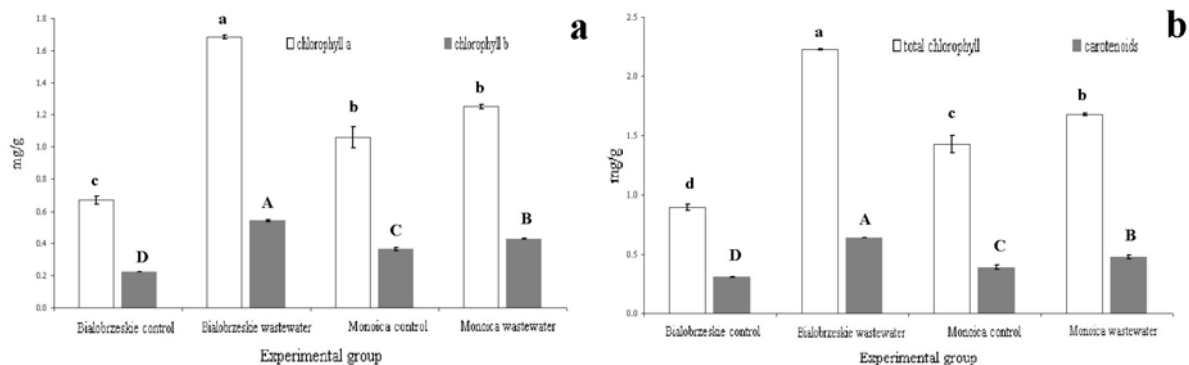 a
chlorophyll a
chlorophyll b
1.8
1.6
1.4
1.2
1.0
0.8
0.6
0.4
0.2
0.0
mg/g
c
D
a
A
b
C
b
B
Bialobrzeskie control
Bialobrzeskie wastewater
Monoica control
Monoica wastewater
Experimental group
b
total chlorophyll
carotenoids
2.5
2.0
1.5
1.0
0.5
0.0
mg/g
d
D
a
A
c
C
b
B
Bialobrzeskie control
Bialobrzeskie wastewater
Monoica control
Monoica wastewater
Experimental group